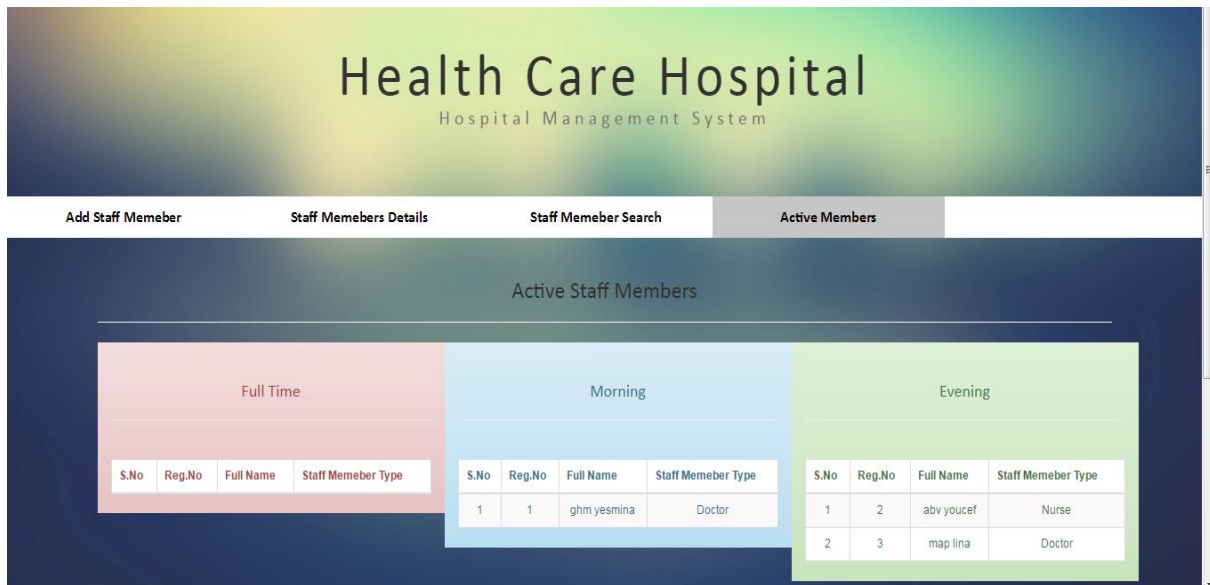 Health Care Hospital
Hospital Management System
Add Staff Memeber Staff Memebers Details Staff Memeber Search Active Members
Active Staff Members
Full Time
S.No Reg.No Full Name Staff Memeber Type
Morning
S.No Reg.No Full Name Staff Memeber Type
1 1 ghm yesmina Doctor
Evening
S.No Reg.No Full Name Staff Memeber Type
1 2 abv youcef Nurse
2 3 map lina Doctor